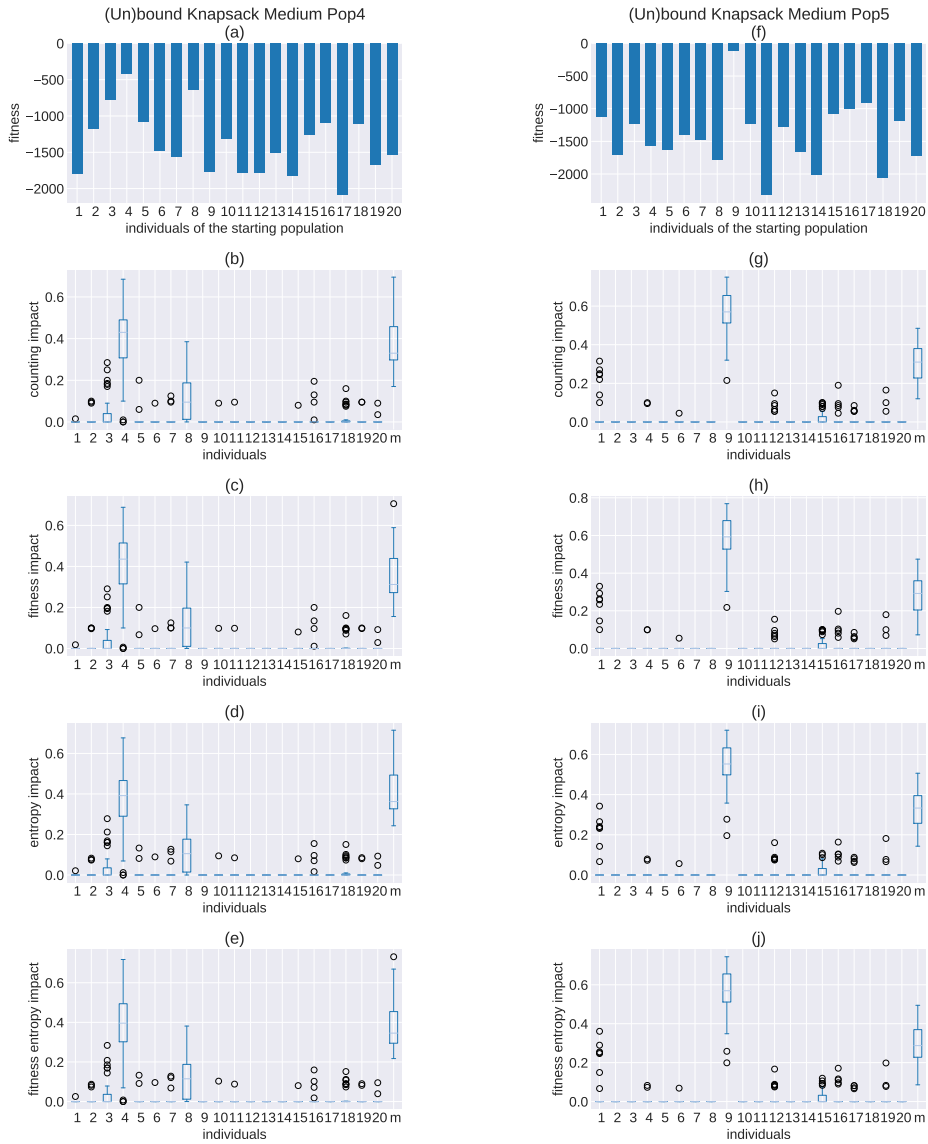 (Un)bound Knapsack Medium Pop4
(a)
0
−500
−1000
−1500
−2000
fitness
1 2 3 4 5 6 7 8 9 10 11 12 13 14 15 16 17 18 19 20
individuals of the starting population
(b)
0.6
0.4
0.2
0.0
counting impact
1 2 3 4 5 6 7 8 9 10 11 12 13 14 15 16 17 18 19 20 m
individuals
(c)
0.6
0.4
0.2
0.0
fitness impact
1 2 3 4 5 6 7 8 9 10 11 12 13 14 15 16 17 18 19 20 m
individuals
(d)
0.6
0.4
0.2
0.0
entropy impact
1 2 3 4 5 6 7 8 9 10 11 12 13 14 15 16 17 18 19 20 m
individuals
(e)
0.6
0.4
0.2
0.0
fitness entropy impact
1 2 3 4 5 6 7 8 9 10 11 12 13 14 15 16 17 18 19 20 m
individuals
(Un)bound Knapsack Medium Pop5
(f)
0
−500
−1000
−1500
−2000
fitness
1 2 3 4 5 6 7 8 9 10 11 12 13 14 15 16 17 18 19 20
individuals of the starting population
(g)
0.6
0.4
0.2
0.0
counting impact
1 2 3 4 5 6 7 8 9 10 11 12 13 14 15 16 17 18 19 20 m
individuals
(h)
0.8
0.6
0.4
0.2
0.0
fitness impact
1 2 3 4 5 6 7 8 9 10 11 12 13 14 15 16 17 18 19 20 m
individuals
(i)
0.6
0.4
0.2
0.0
entropy impact
1 2 3 4 5 6 7 8 9 10 11 12 13 14 15 16 17 18 19 20 m
individuals
(j)
0.6
0.4
0.2
0.0
fitness entropy impact
1 2 3 4 5 6 7 8 9 10 11 12 13 14 15 16 17 18 19 20 m
individuals